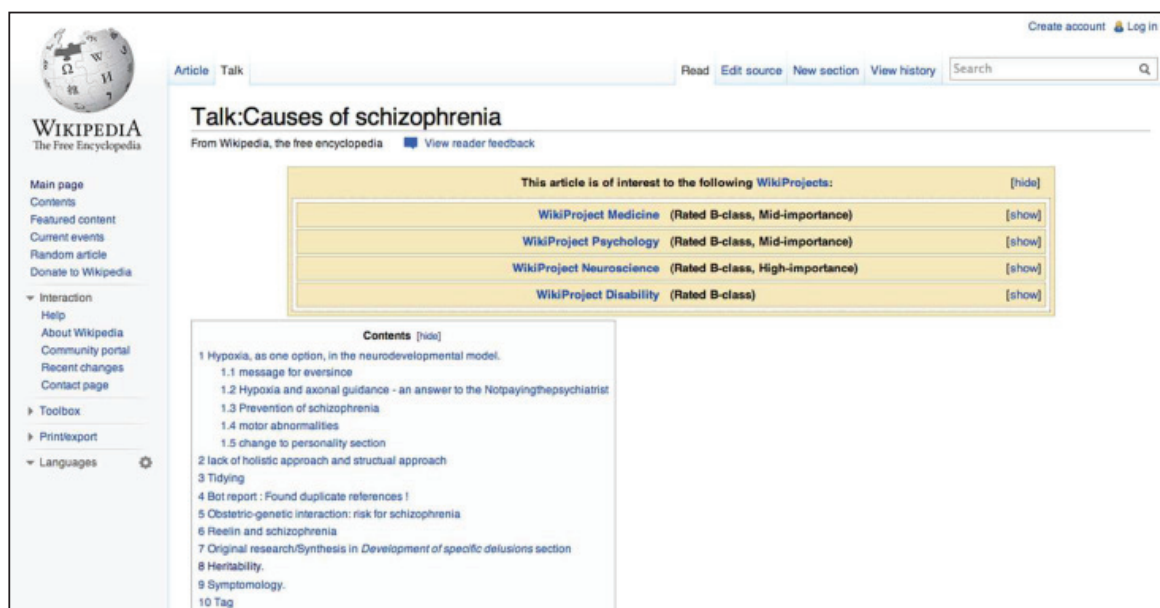 Create account Log in
Article Talk Read Edit source New section View history Search
WIKIPEDIA
The Free Encyclopedia
Main page
Contents
Featured content
Current events
Random article
Donate to Wikipedia
Interaction
Help
About Wikipedia
Community portal
Recent changes
Contact page
Toolbox
Print/export
Languages
Talk:Causes of schizophrenia
From Wikipedia, the free encyclopedia View reader feedback
This article is of interest to the following WikiProjects: [hide]
WikiProject Medicine (Rated B-class, Mid-importance) [show]
WikiProject Psychology (Rated B-class, Mid-importance) [show]
WikiProject Neuroscience (Rated B-class, High-importance) [show]
WikiProject Disability (Rated B-class) [show]
Contents [hide]
1 Hypoxia, as one option, in the neurodevelopmental model.
1.1 message for eversince
1.2 Hypoxia and axonal guidance - an answer to the Notpayingthepsychiatrist
1.3 Prevention of schizophrenia
1.4 motor abnormalities
1.5 change to personality section
2 lack of holistic approach and structual approach
3 Tidying
4 Bot report : Found duplicate references !
5 Obstetric-genetic interaction: risk for schizophrenia
6 Reelin and schizophrenia
7 Original research/Synthesis in Development of specific delusions section
8 Heritability.
9 Symptomology.
10 Tag